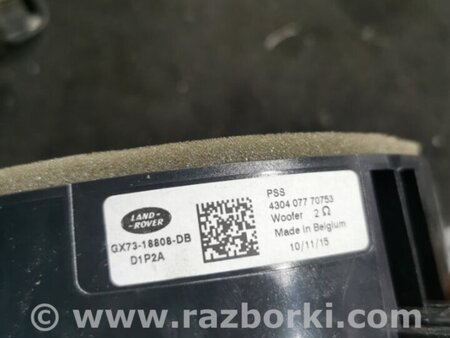 LAND-
ROVER
GX73-18808-DB
D1P2A
PSS
4304 077 70753
Woofer 2 Ω
Made in Belgium
10/11/15
© www.razborki.com